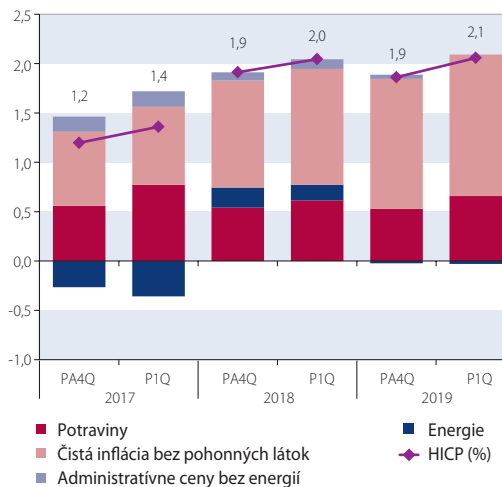 2,5
2,0
1,5
1,0
0,5
0,0
-0,5
-1,0
1,2
1,4
1,9
2,0
1,9
2,1
PA4Q P1Q PA4Q P1Q PA4Q P1Q
2017 2018 2019
Potraviny Energie
Čistá inflácia bez pohonných látok HICP (%)
Administratívne ceny bez energií